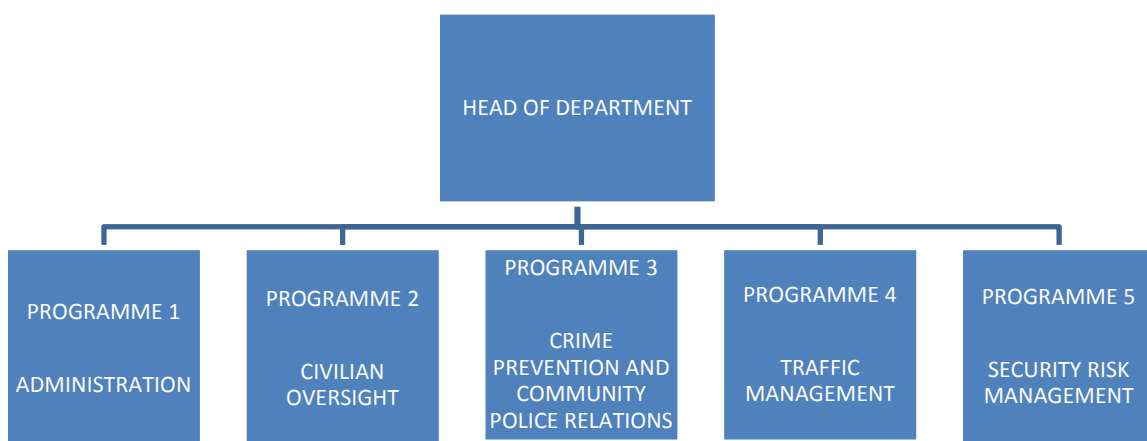 HEAD OF DEPARTMENT
PROGRAMME 1
ADMINISTRATION
PROGRAMME 2
CIVILIAN
OVERSIGHT
PROGRAMME 3
CRIME
PREVENTION AND
COMMUNITY
POLICE RELATIONS
PROGRAMME 4
TRAFFIC
MANAGEMENT
PROGRAMME 5
SECURITY RISK
MANAGEMENT